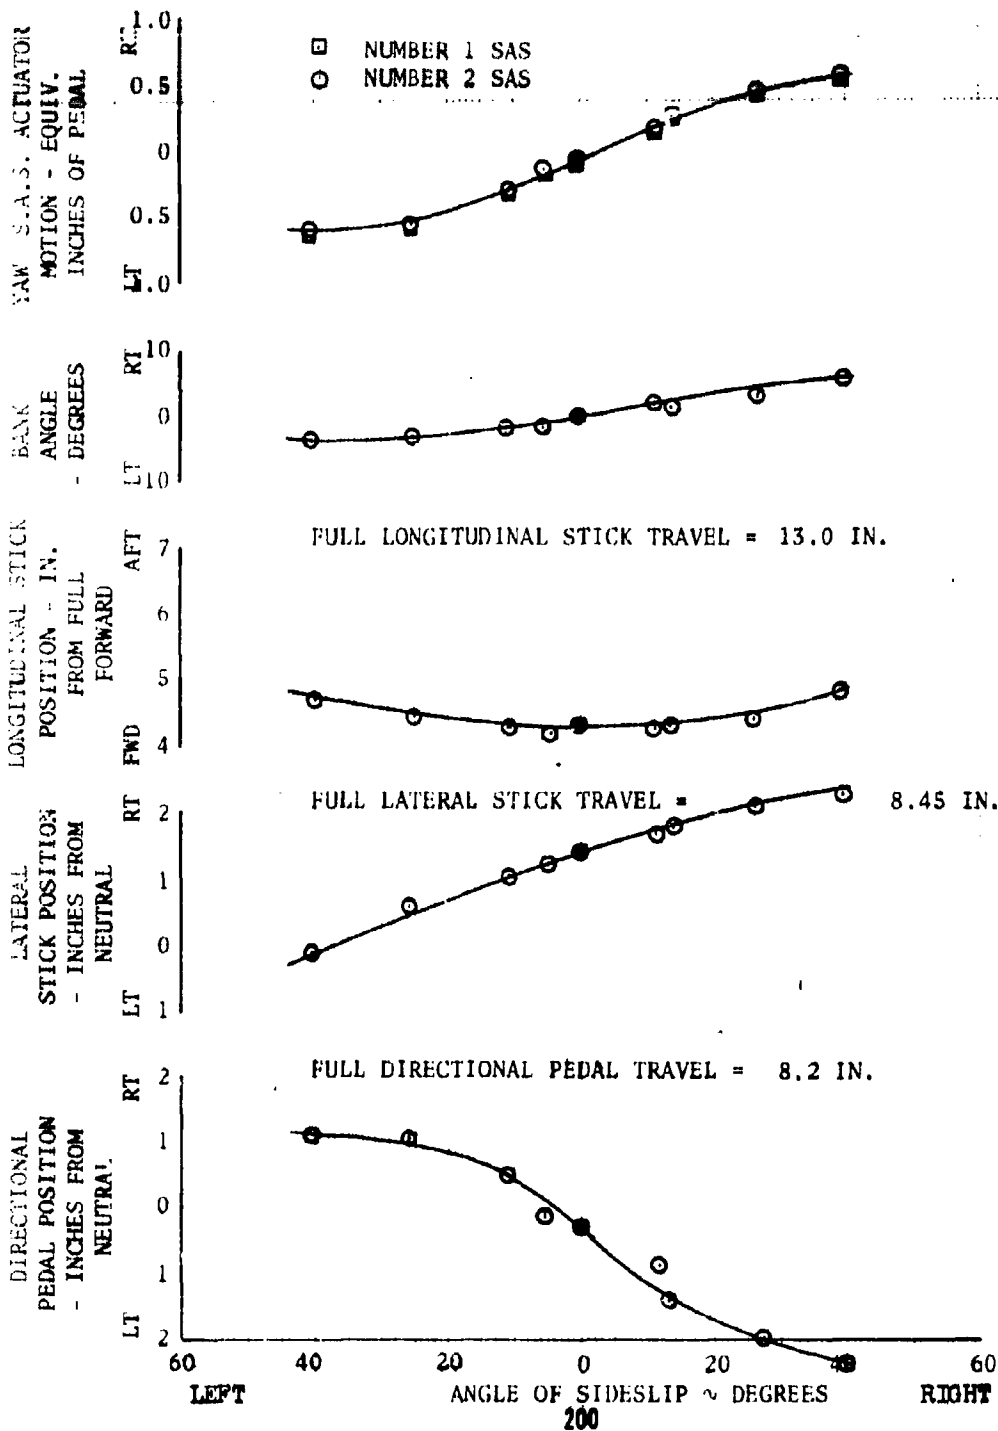 NUMBER 1 SAS
NUMBER 2 SAS
YAW S.A.S. ACTUATOR
MOTION - EQUIV.
INCHES OF PEDAL
1.0
0.5
0
0.5
1.0
LT
BANK
ANGLE
- DEGREES
RT
10
0
10
LT
FULL LONGITUDINAL STICK TRAVEL = 13.0 IN.
LONGITUDINAL STICK
POSITION - IN.
FROM FULL
FORWARD
AFT
7
6
5
4
FWD
FULL LATERAL STICK TRAVEL = 8.45 IN.
LATERAL
STICK POSITION
- INCHES FROM
NEUTRAL
RT
2
1
0
1
LT
FULL DIRECTIONAL PEDAL TRAVEL = 8.2 IN.
DIRECTIONAL
PEDAL POSITION
- INCHES FROM
NEUTRAL
RT
2
1
0
1
2
LT
60 40 20 0 20 40 60
LEFT ANGLE OF SIDESLIP ~ DEGREES RIGHT
200